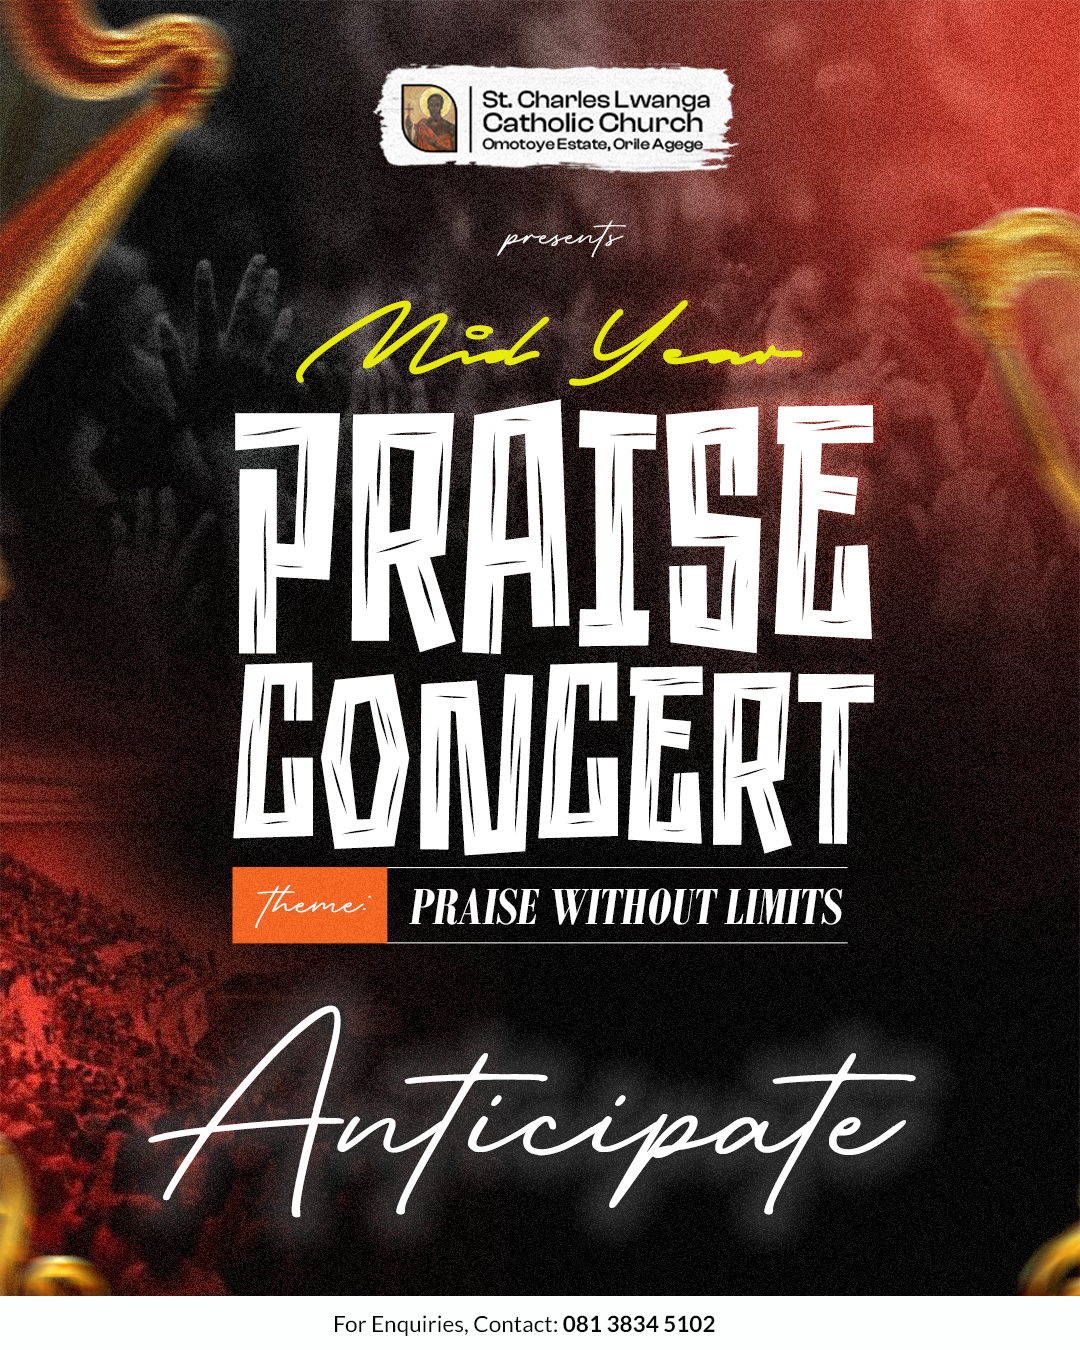 St. Charles Lwanga
Catholic Church
Omotoye Estate, Orile Agege
presents
Mid Year
PRAISE
CONCERT
theme: PRAISE WITHOUT LIMITS
Anticipate
For Enquiries, Contact: 081 3834 5102